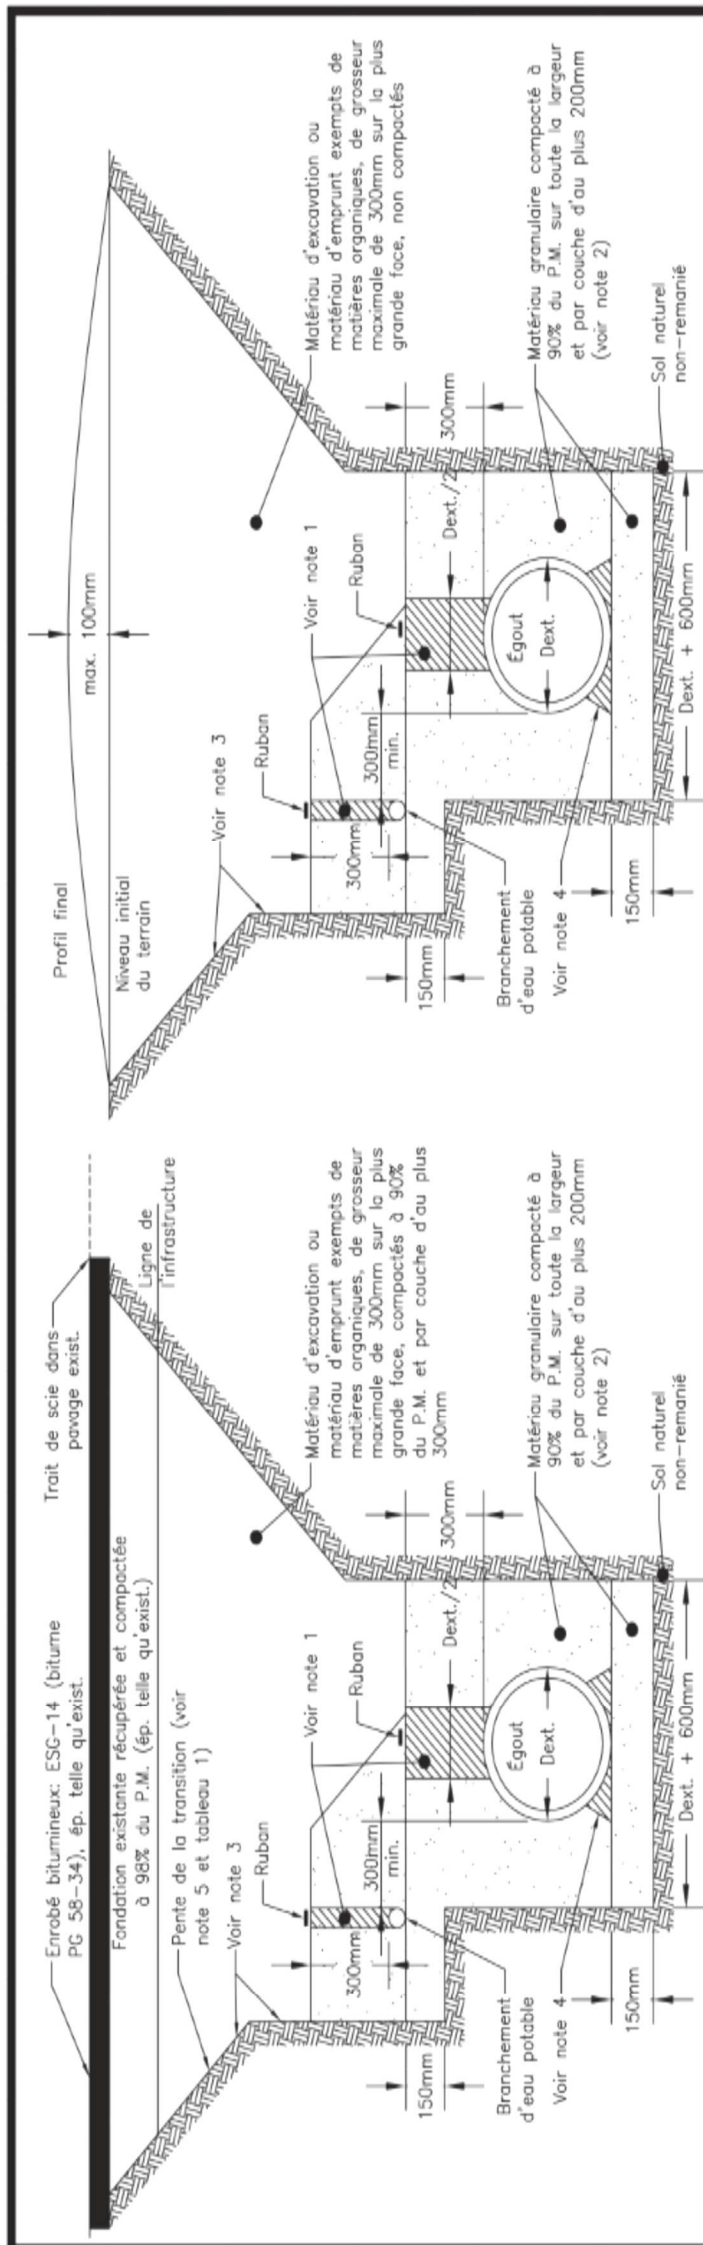 Enrobé bitumineux: ESG-14 (bitume
PG 58-34), ép. telle qu'exist.
Trait de scie dans
pavage exist.
Fondation existante récupérée et compactée
à 98% du P.M. (ép. telle qu'exist.)
Ligne de
l'infrastructure
Pente de la transition (voir
note 5 et tableau 1)
Voir note 3
Ruban
Voir note 1
Ruban
Matériau d'excavation ou
matériau d'emprunt exempts de
matières organiques, de grosseur
maximale de 300mm sur la plus
grande face, compactés à 90%
du P.M. et par couche d'au plus
300mm
300mm
300mm
min.
Dext./2
300mm
150mm
Branchement
d'eau potable
Voir note 4
Égout
Dext.
Matériau granulaire compacté à
90% du P.M. sur toute la largeur
et par couche d'au plus 200mm
(voir note 2)
150mm
Dext. + 600mm
Sol naturel
non-remanié
Profil final
max. 100mm
Niveau initial
du terrain
Voir note 3
Ruban
Voir note 1
Ruban
Matériau d'excavation ou
matériau d'emprunt exempts de
matières organiques, de grosseur
maximale de 300mm sur la plus
grande face, non compactés
300mm
300mm
min.
Dext./2
300mm
150mm
Branchement
d'eau potable
Voir note 4
Égout
Dext.
Matériau granulaire compacté à
90% du P.M. sur toute la largeur
et par couche d'au plus 200mm
(voir note 2)
150mm
Dext. + 600mm
Sol naturel
non-remanié